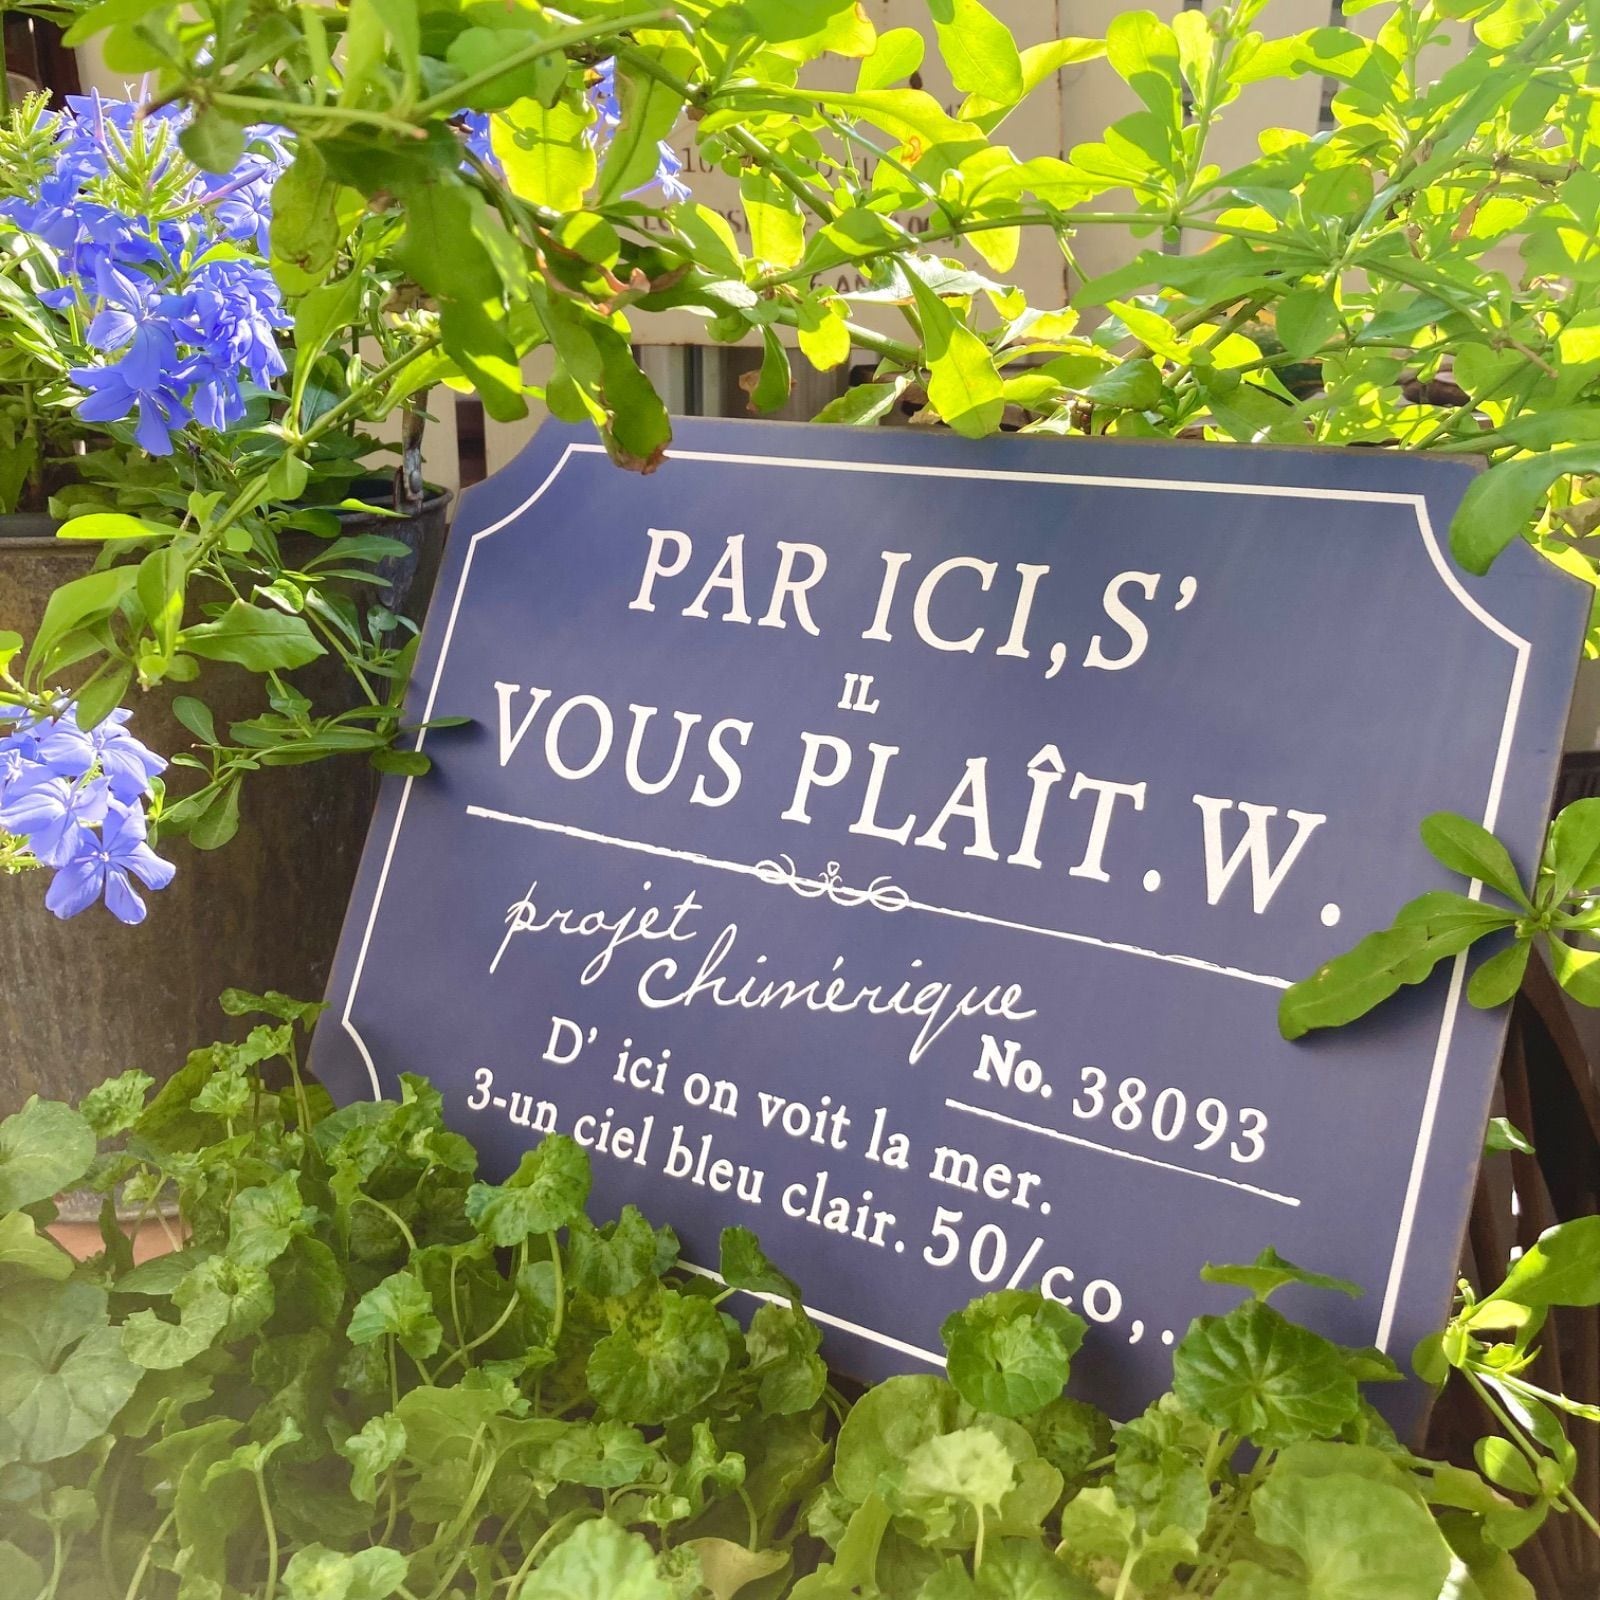 PAR ICI,S'
IL
VOUS PLAÎT.W.
projet
chimérique
No. 38093
D' ici on voit la mer.
3-un ciel bleu clair. 50/co,.